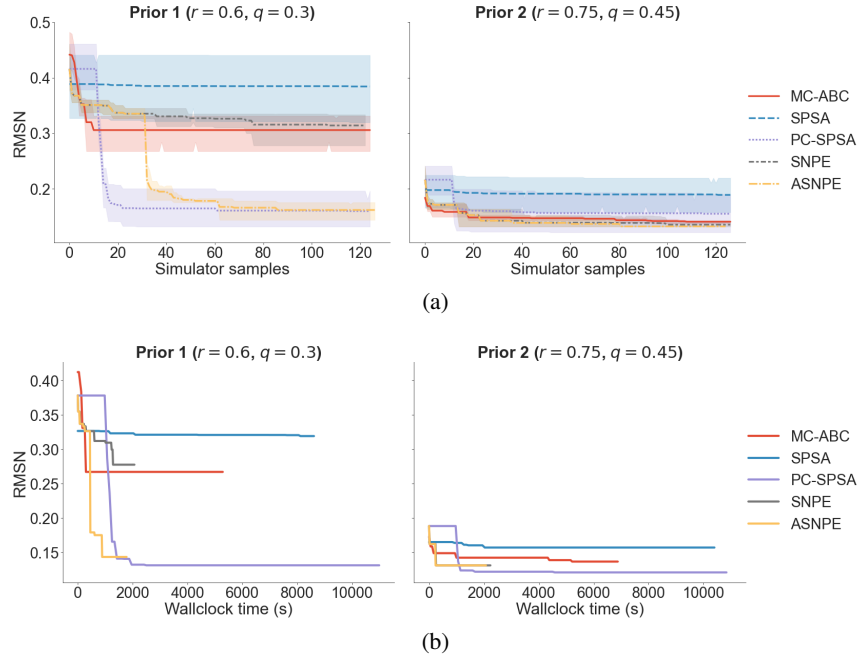 Prior 1 (r = 0.6, q = 0.3)
Prior 2 (r = 0.75, q = 0.45)
0.5
0.4
0.3
0.2
RMSN
0 20 40 60 80 100 120
0 20 40 60 80 100 120
Simulator samples
Simulator samples
MC-ABC
SPSA
PC-SPSA
SNPE
ASNPE
(a)
Prior 1 (r = 0.6, q = 0.3)
Prior 2 (r = 0.75, q = 0.45)
0.40
0.35
0.30
0.25
0.20
0.15
RMSN
0 2000 4000 6000 8000 10000
0 2000 4000 6000 8000 10000
Wallclock time (s)
Wallclock time (s)
MC-ABC
SPSA
PC-SPSA
SNPE
ASNPE
(b)